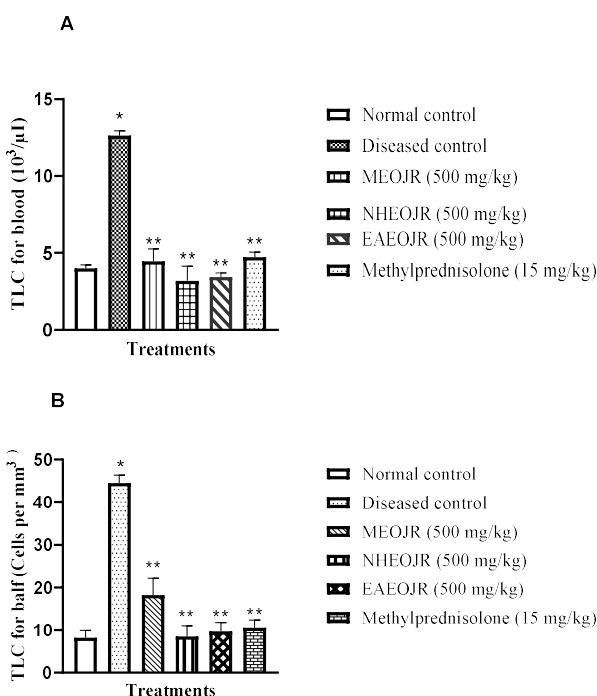 A
15
10
5
0
TLC for blood (10³/μl)
*
**
**
**
**
Treatments
Normal control
Diseased control
MEOJR (500 mg/kg)
NHEOJR (500 mg/kg)
EAEOJR (500 mg/kg)
Methylprednisolone (15 mg/kg)
B
50
40
30
20
10
0
TLC for balf (Cells per mm³)
*
**
**
**
**
Treatments
Normal control
Diseased control
MEOJR (500 mg/kg)
NHEOJR (500 mg/kg)
EAEOJR (500 mg/kg)
Methylprednisolone (15 mg/kg)